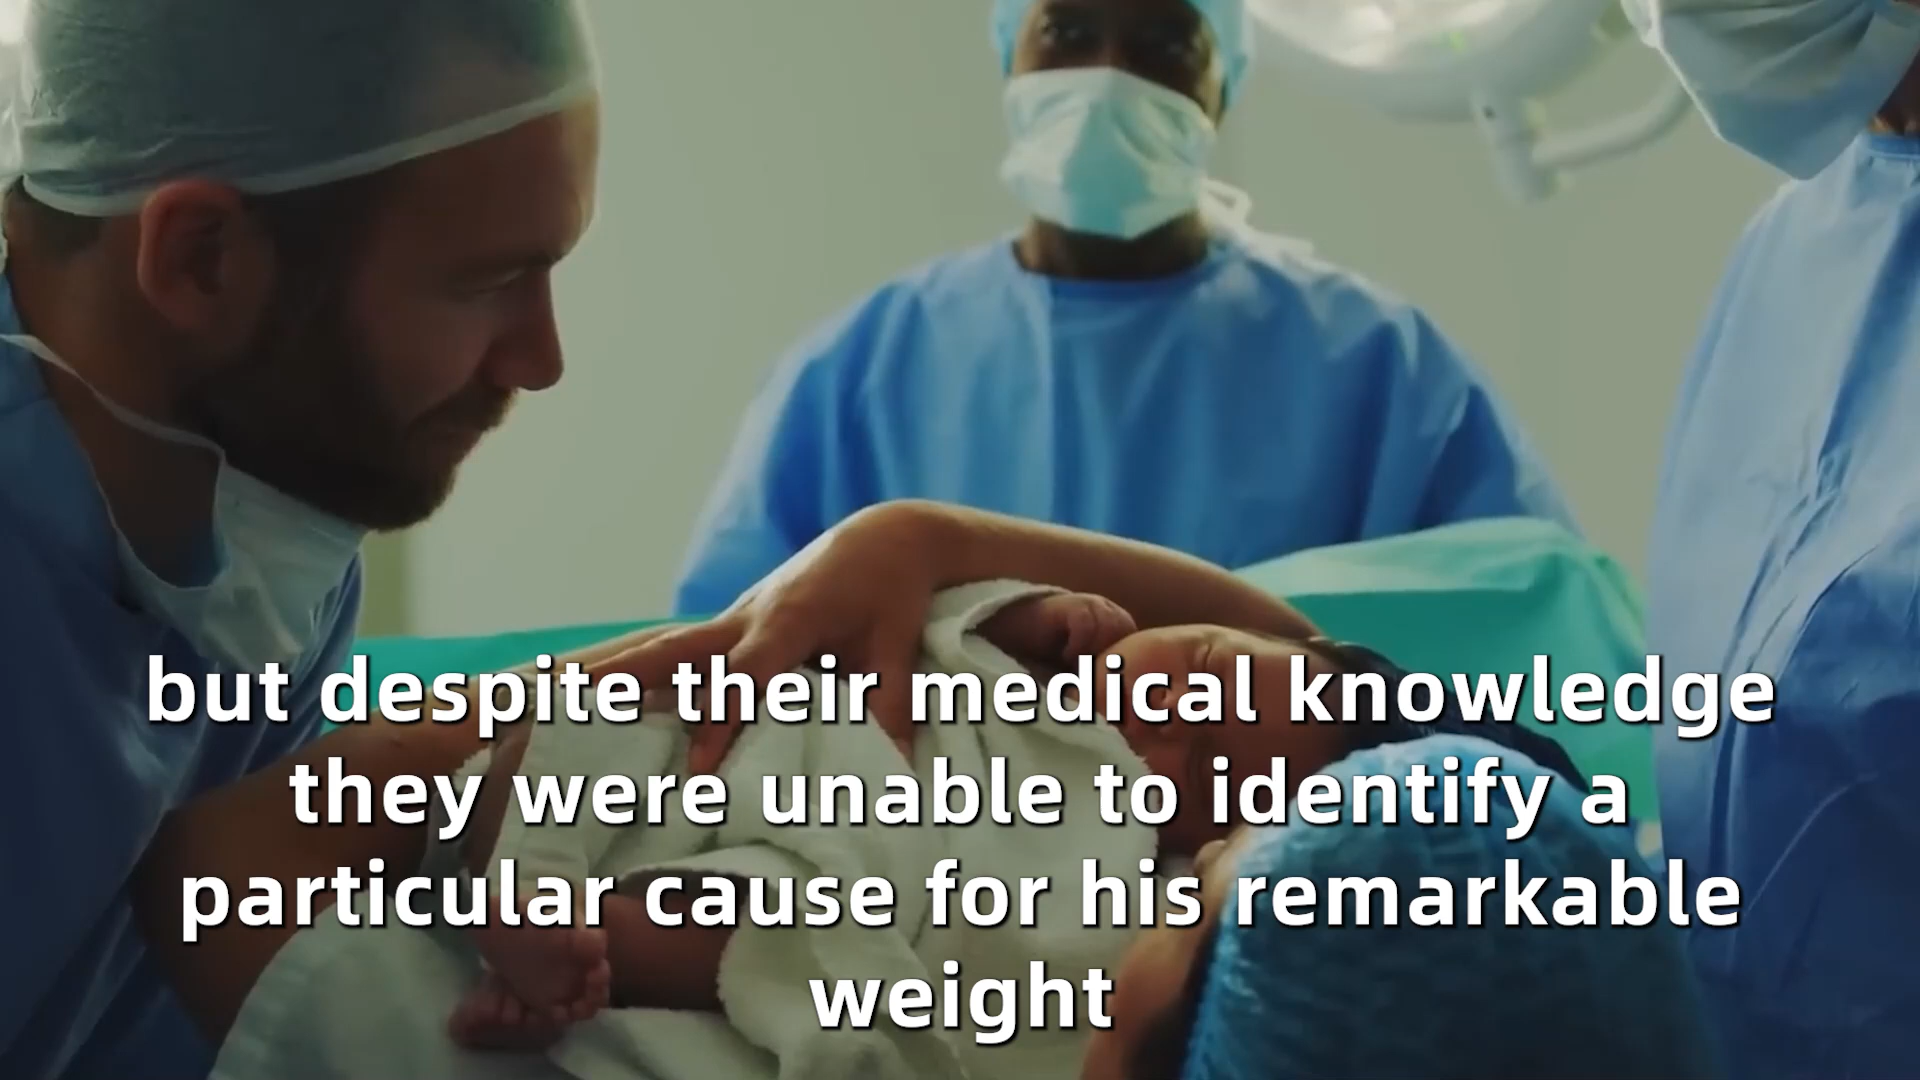 but despite their medical knowledge
they were unable to identify a
particular cause for his remarkable
weight